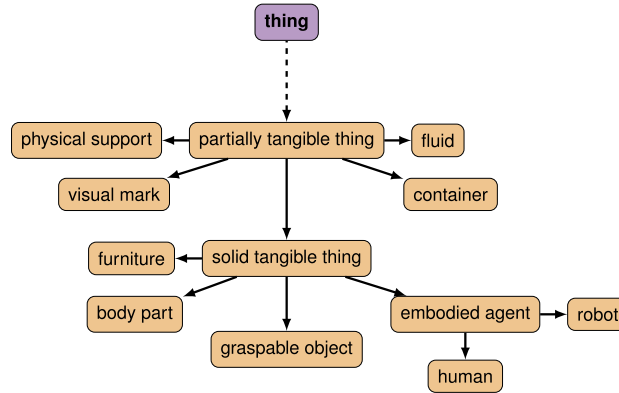 thing
physical support
partially tangible thing
fluid
visual mark
container
furniture
solid tangible thing
body part
embodied agent
robot
graspable object
human